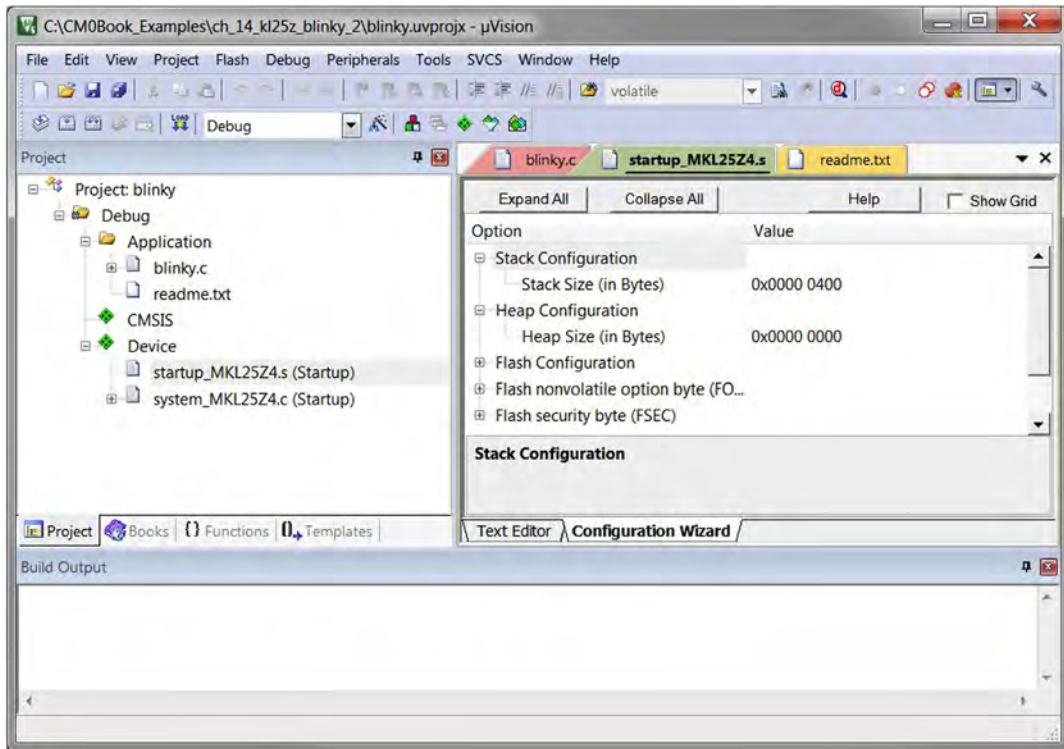 C:\CM0Book_Examples\ch_14_kl25z_blinky_2\blinky.uvprojx - µVision
File Edit View Project Flash Debug Peripherals Tools SVCS Window Help
volatile
LOAD
Debug
Project
Project: blinky
Debug
Application
blinky.c
readme.txt
CMSIS
Device
startup_MKL25Z4.s (Startup)
system_MKL25Z4.c (Startup)
Project Books {} Functions 0 Templates
blinky.c startup_MKL25Z4.s readme.txt
Expand All Collapse All Help Show Grid
Option Value
Stack Configuration
Stack Size (in Bytes) 0x0000 0400
Heap Configuration
Heap Size (in Bytes) 0x0000 0000
Flash Configuration
Flash nonvolatile option byte (FO...
Flash security byte (FSEC)
Stack Configuration
Text Editor Configuration Wizard
Build Output